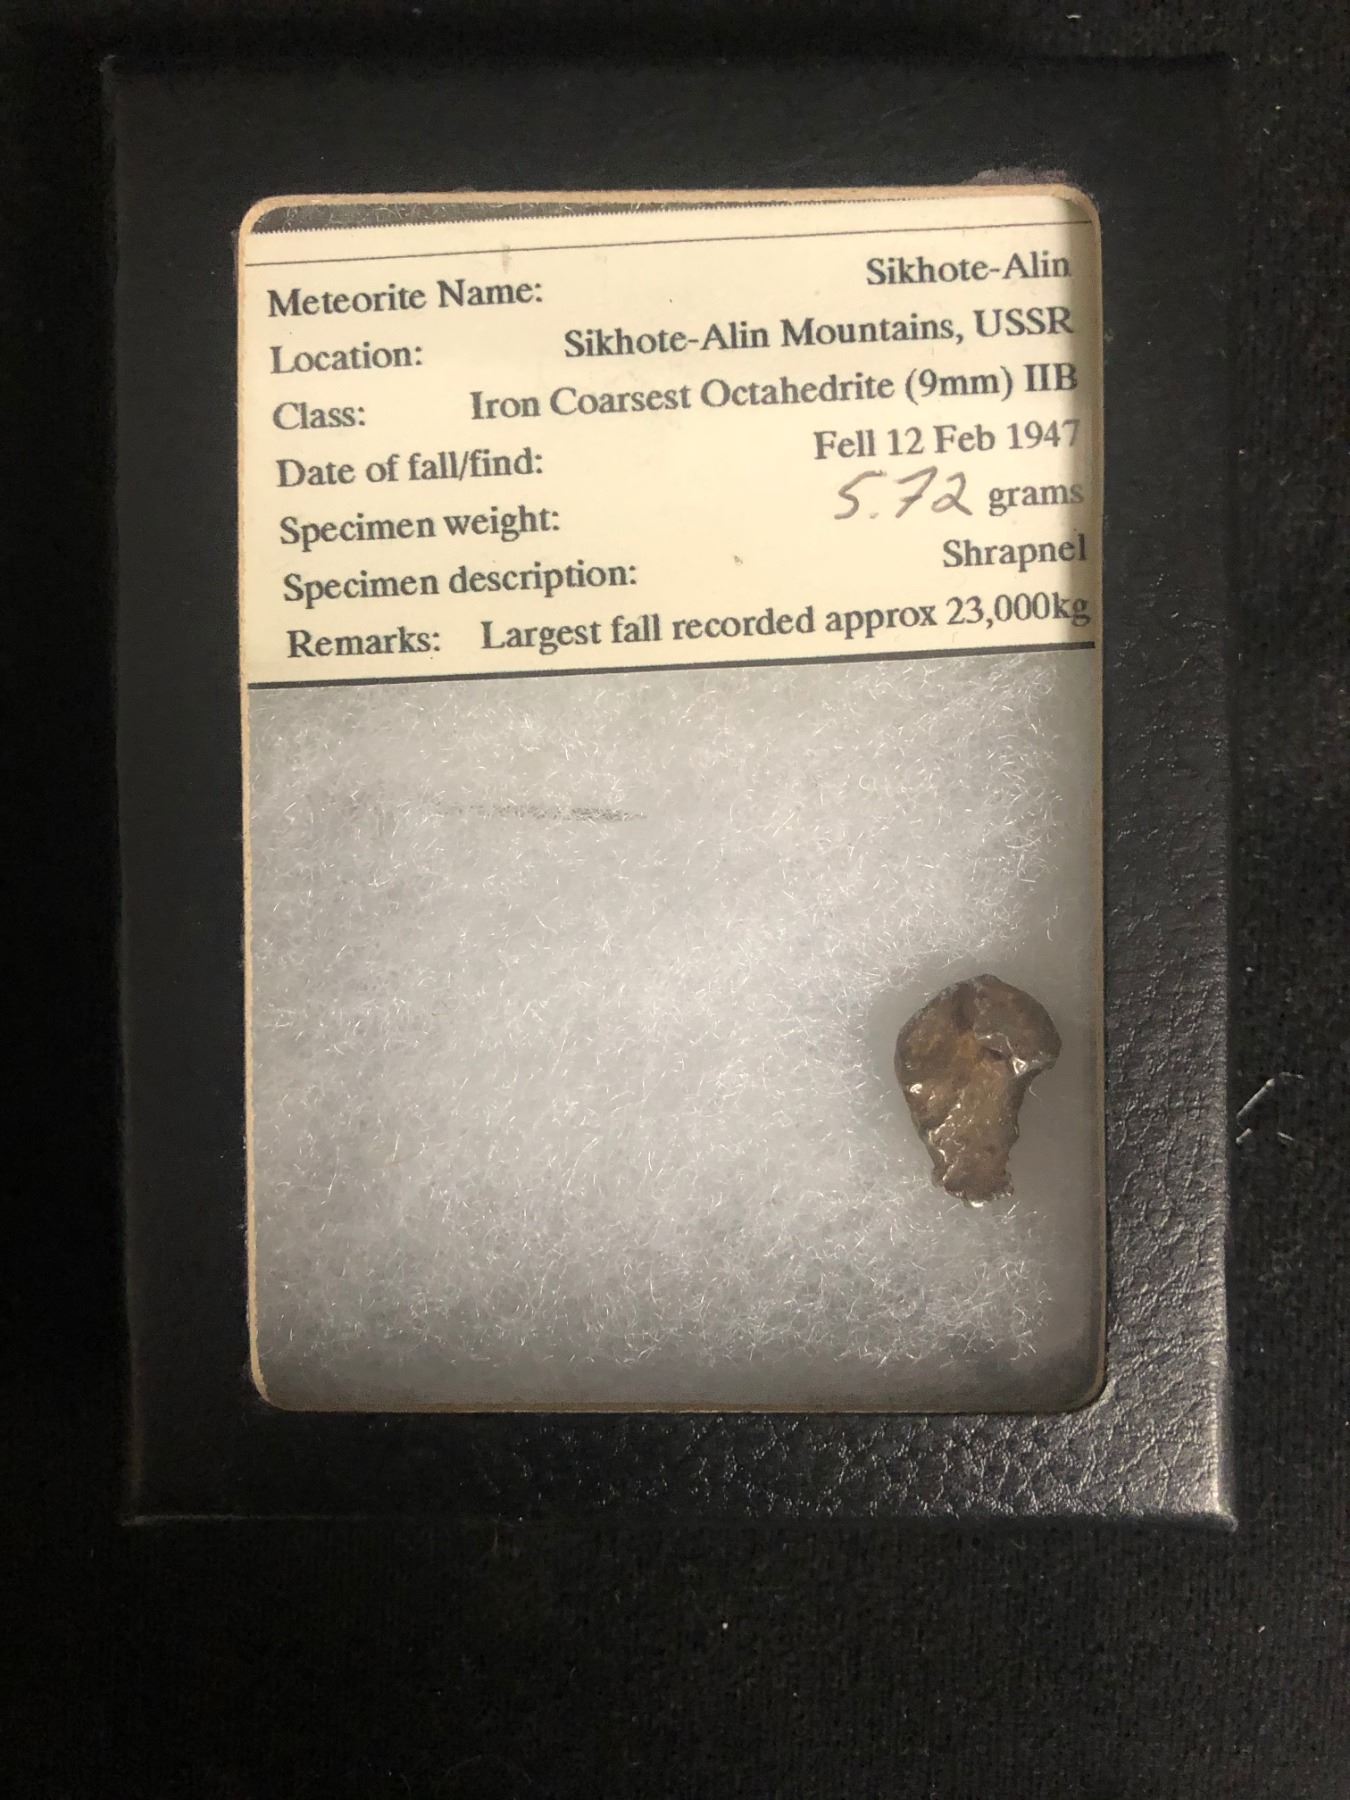 Meteorite Name: Sikhote-Alin
Location: Sikhote-Alin Mountains, USSR
Class: Iron Coarsest Octahedrite (9mm) IIB
Date of fall/find: Fell 12 Feb 1947
Specimen weight: 5.72 grams
Specimen description: Shrapnel
Remarks: Largest fall recorded approx 23,000kg